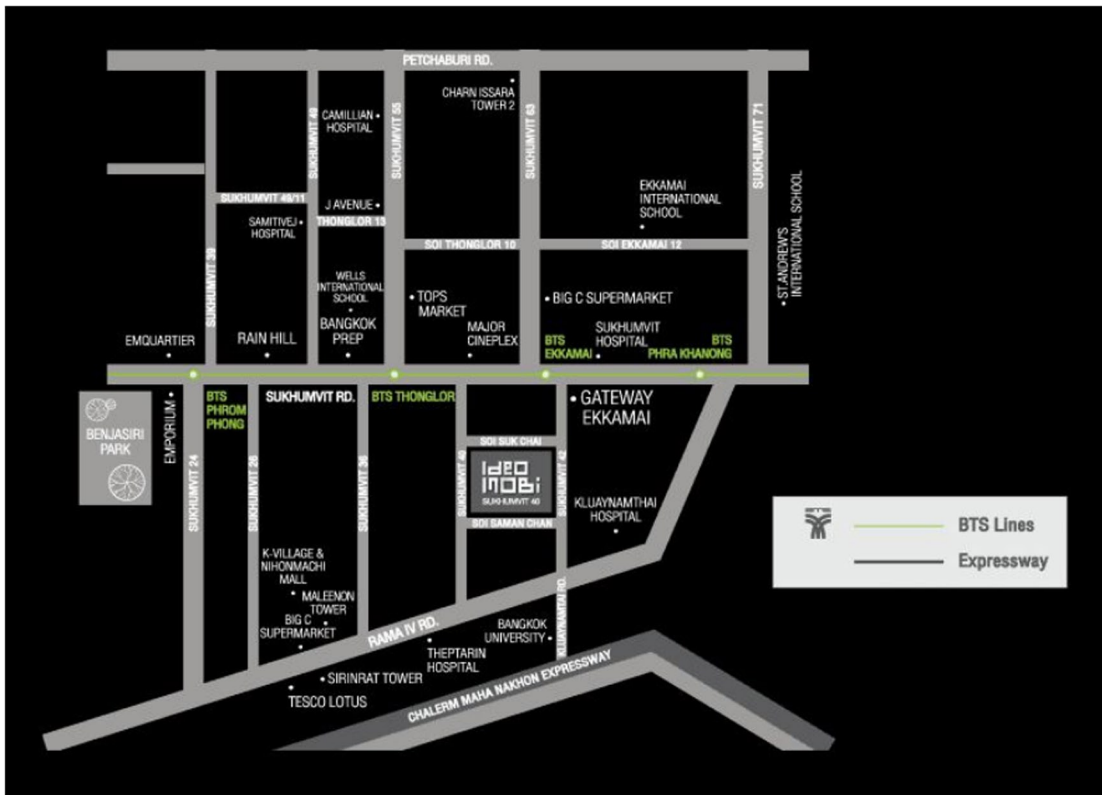 PETCHABURI RD.
CHARN ISSARA
TOWER 2
CAMILLIAN
HOSPITAL
SUKHUMVIT 49
SUKHUMVIT 55
SUKHUMVIT 63
SUKHUMVIT 71
EKKAMAI
INTERNATIONAL
SCHOOL
SUKHUMVIT 49/11
J AVENUE
THONGLOR 13
SAMITIVEJ
HOSPITAL
SUKHUMVIT 39
SOI THONGLOR 10
SOI EKKAMAI 12
ST.ANDREW'S
INTERNATIONAL SCHOOL
WELLS
INTERNATIONAL
SCHOOL
TOPS
MARKET
BIG C SUPERMARKET
EMQUARTIER
RAIN HILL
BANGKOK
PREP
MAJOR
CINEPLEX
BTS
EKKAMAI
SUKHUMVIT
HOSPITAL
BTS
PHRA KHANONG
BENJASIRI
PARK
EMPORIUM
BTS
PHROM
PHONG
SUKHUMVIT RD.
BTS THONGLOR
GATEWAY
EKKAMAI
SUKHUMVIT 24
SUKHUMVIT 26
SUKHUMVIT 36
SUKHUMVIT 40
SOI SUK CHAI
ideo
mobi
SUKHUMVIT 40
SOI SAMAN CHAN
SUKHUMVIT 42
KLUAYNAMTHAI
HOSPITAL
BTS Lines
Expressway
K-VILLAGE &
NIHONMACHI
MALL
MALEENON
TOWER
BIG C
SUPERMARKET
RAMA IV RD.
BANGKOK
UNIVERSITY
KLUAYNAMTAI RD.
THEPTARIN
HOSPITAL
SIRINRAT TOWER
TESCO LOTUS
CHALERM MAHA NAKHON EXPRESSWAY